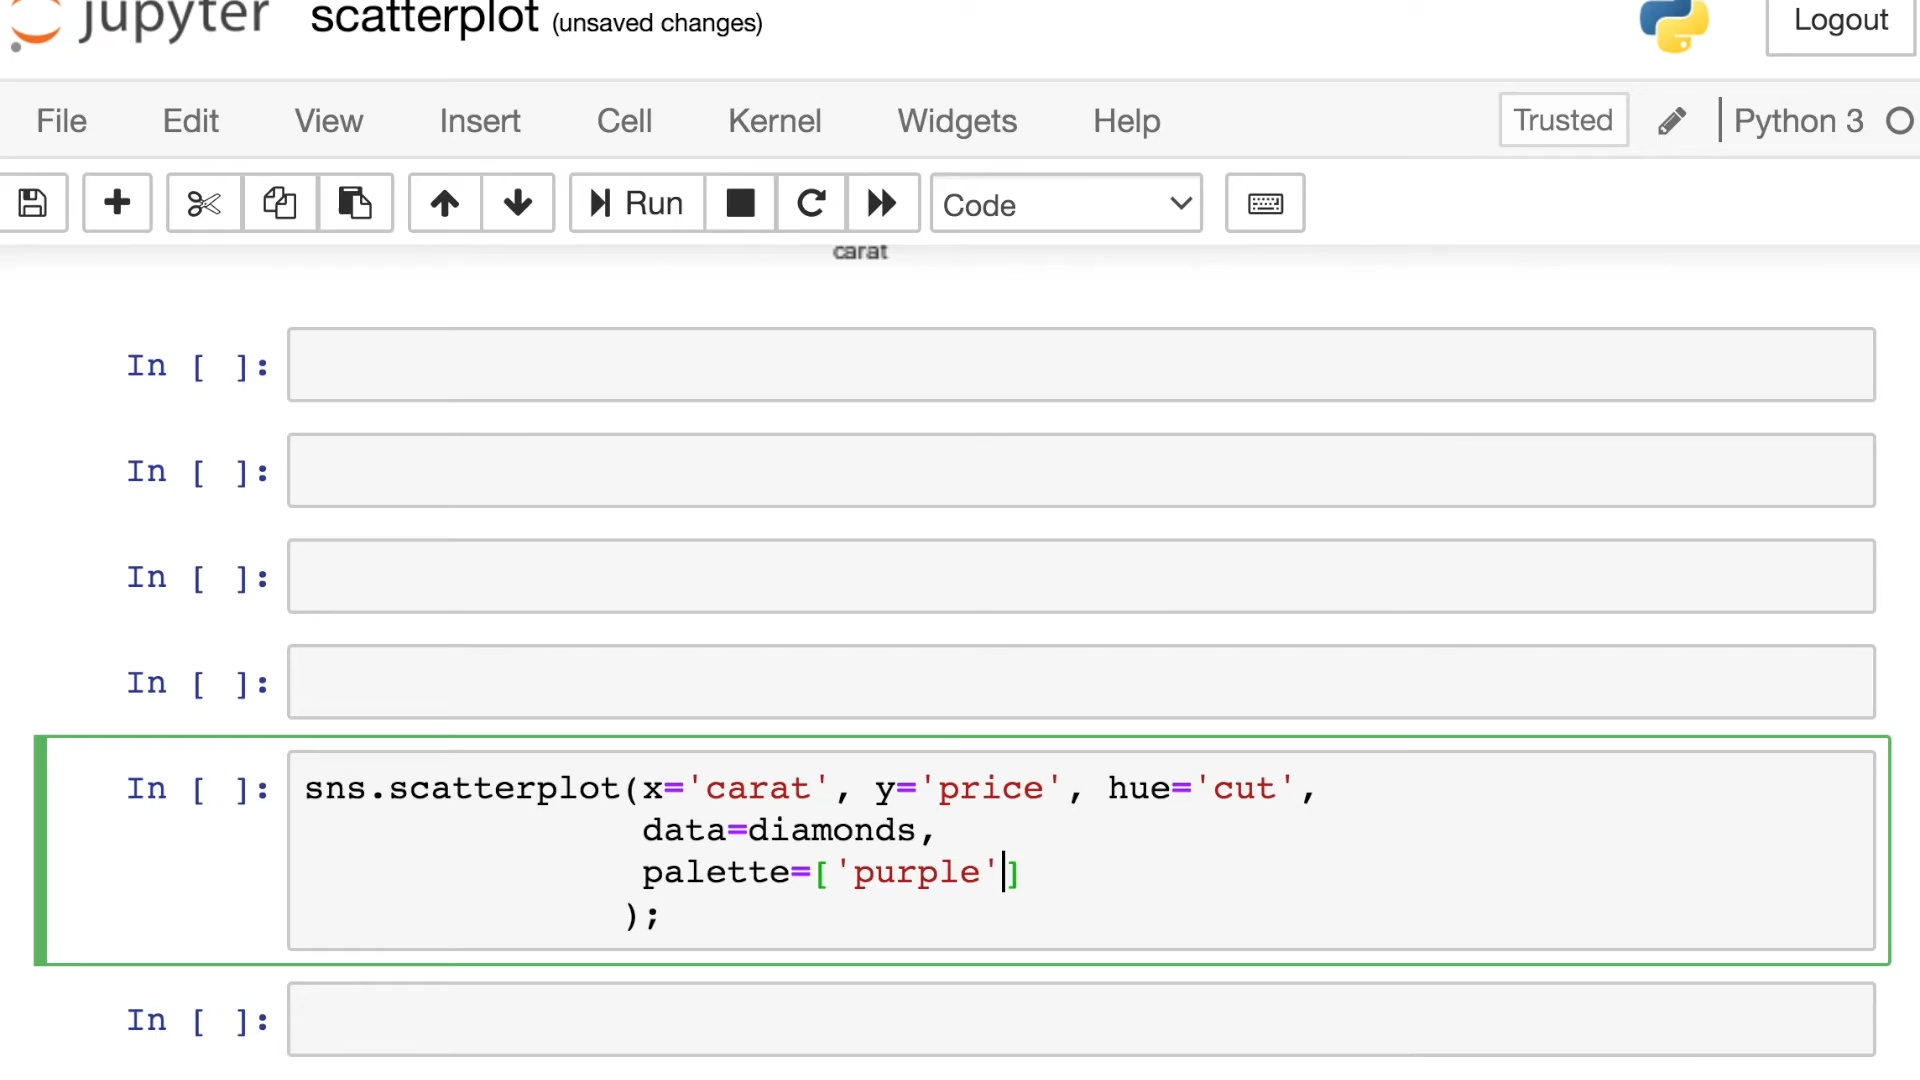 jupyter scatterplot (unsaved changes) Logout
File Edit View Insert Cell Kernel Widgets Help Trusted Python 3
Run Code
carat
In [ ]:
In [ ]:
In [ ]:
In [ ]:
In [ ]: sns.scatterplot(x='carat', y='price', hue='cut',
data=diamonds,
palette=['purple']
);
In [ ]: